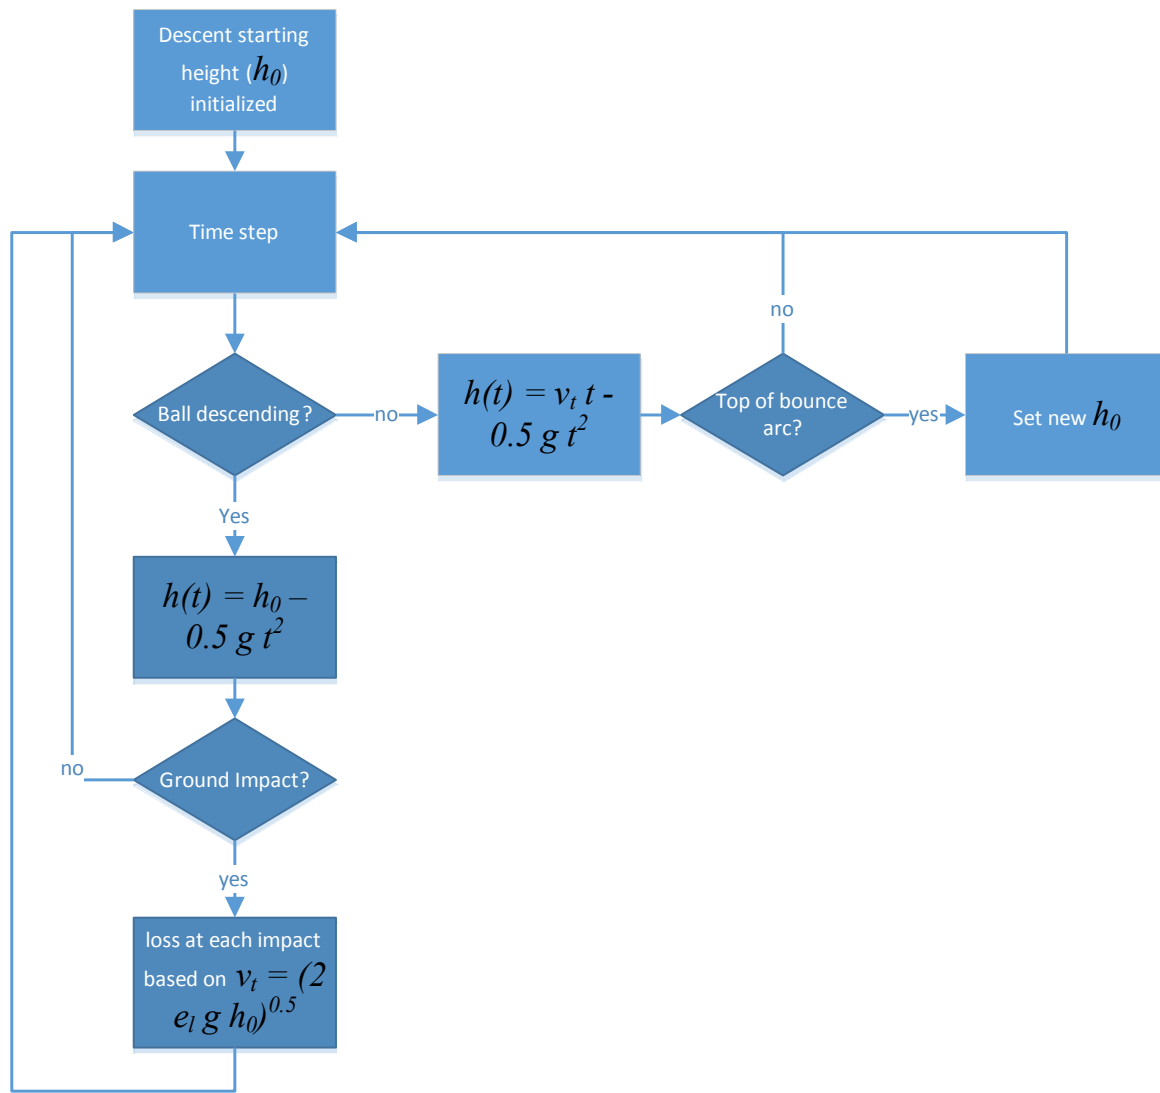 Descent starting
height (h₀)
initialized
Time step
no
Ball descending?
no
h(t) = vₜ t -
0.5 g t²
Top of bounce
arc?
yes
Set new h₀
Yes
h(t) = h₀ –
0.5 g t²
no
Ground Impact?
yes
loss at each impact
based on vₜ = (2
eₗ g h₀)⁰·⁵